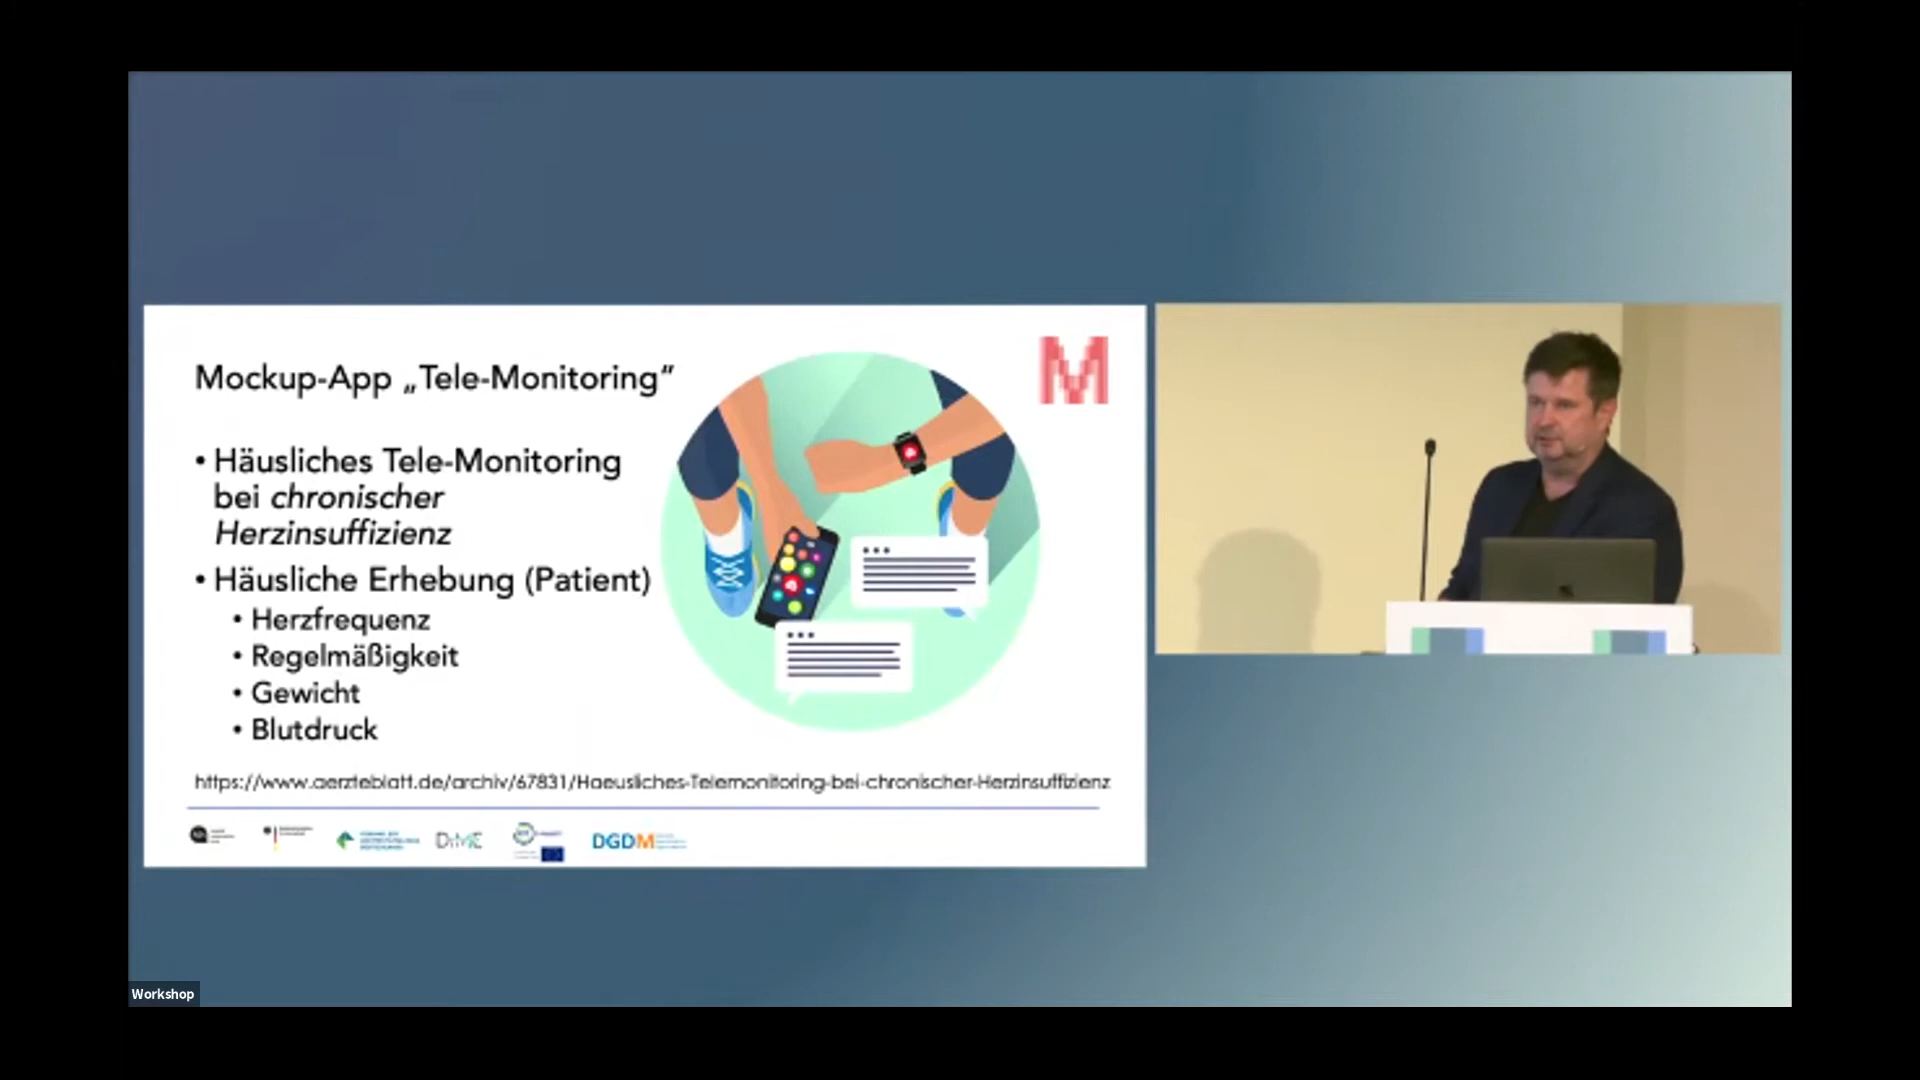 Mockup-App „Tele-Monitoring“
• Häusliches Tele-Monitoring
bei chronischer
Herzinsuffizienz
• Häusliche Erhebung (Patient)
• Herzfrequenz
• Regelmäßigkeit
• Gewicht
• Blutdruck
https://www.aerzteblatt.de/archiv/67831/Haeusliches-Telemonitoring-bei-chronischer-Herzinsuffizienz
DiME
DGDM
M
Workshop